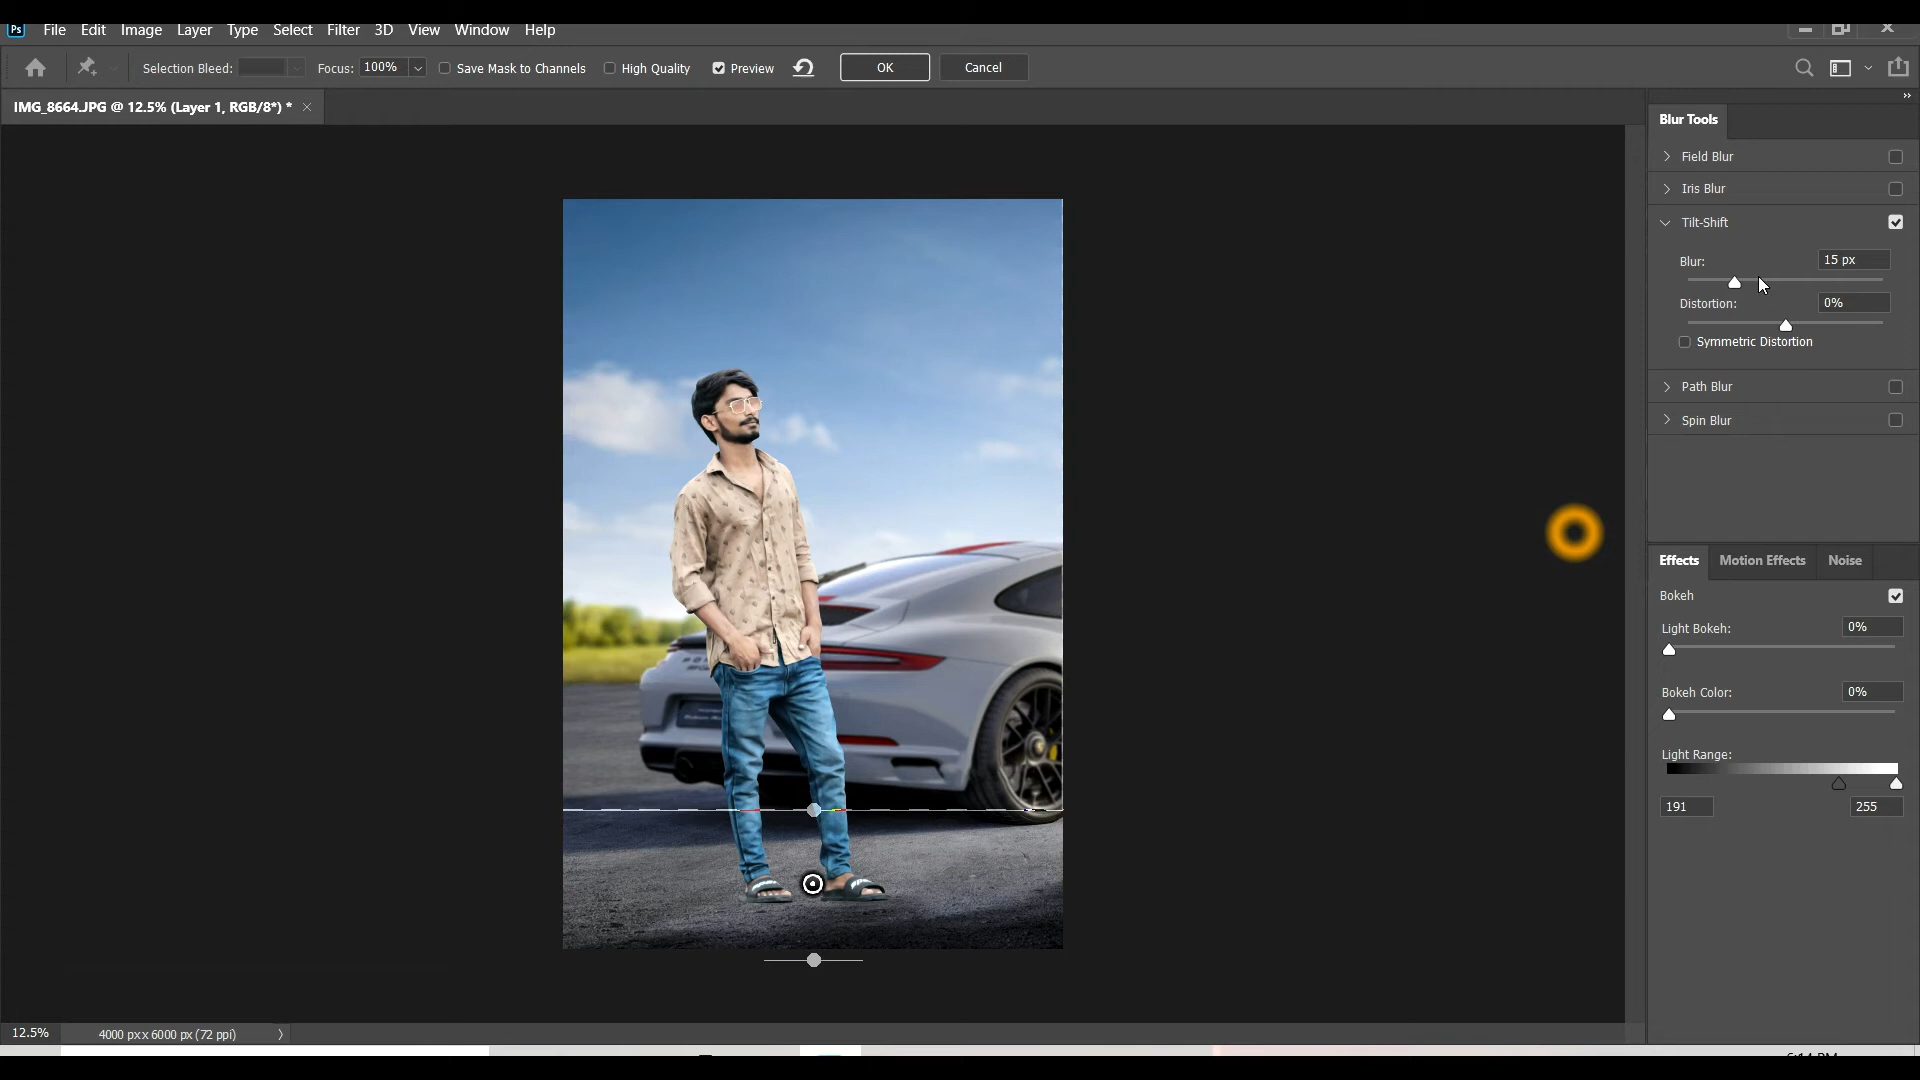 Ps File Edit Image Layer Type Select Filter 3D View Window Help
Selection Bleed: Focus: 100% Save Mask to Channels High Quality Preview OK Cancel
IMG_8664.JPG @ 12.5% (Layer 1, RGB/8*) * ×
Blur Tools
Field Blur
Iris Blur
Tilt-Shift
Blur: 15 px
Distortion: 0%
Symmetric Distortion
Path Blur
Spin Blur
Effects Motion Effects Noise
Bokeh
Light Bokeh: 0%
Bokeh Color: 0%
Light Range:
191 255
12.5% 4000 px x 6000 px (72 ppi)